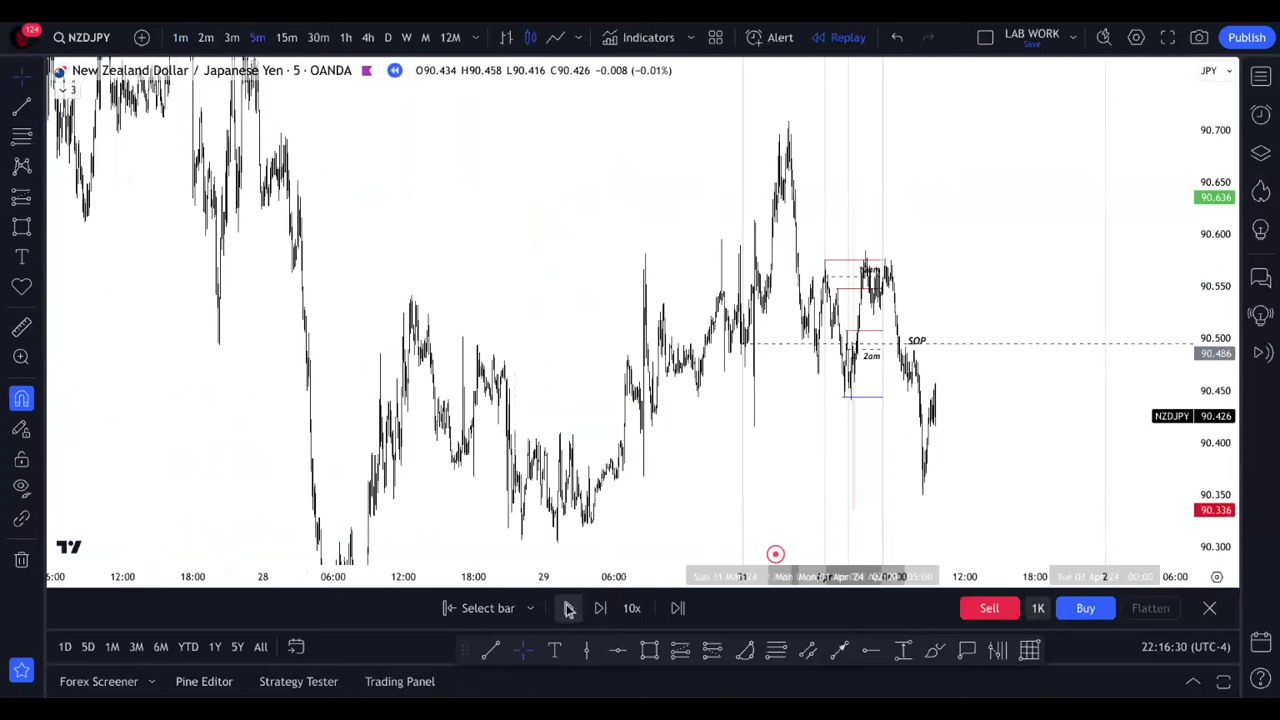 124
NZDJPY
1m 2m 3m 5m 15m 30m 1h 4h D W M 12M
Indicators
Alert
Replay
LAB WORK
Save
Publish
New Zealand Dollar / Japanese Yen · 5 · OANDA
O90.434 H90.458 L90.416 C90.426 −0.008 (−0.01%)
JPY
3
90.700
90.650
90.636
90.600
90.550
90.500
90.486
90.450
NZDJPY 90.426
90.400
90.350
90.336
90.300
SOP
2am
6:00 12:00 18:00 28 06:00 12:00 18:00 29 06:00
12:00 18:00
06:00
Select bar
10x
Sell
1K
Buy
Flatten
1D 5D 1M 3M 6M YTD 1Y 5Y All
22:16:30 (UTC-4)
Forex Screener
Pine Editor
Strategy Tester
Trading Panel